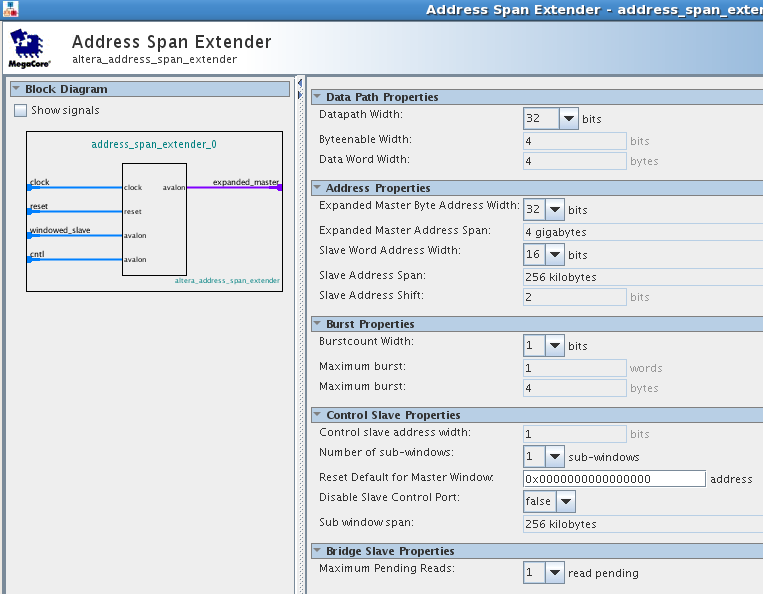 Address Span Extender - address_span_exter
MegaCore®
Address Span Extender
altera_address_span_extender
Block Diagram
Show signals
address_span_extender_0
clock
clock
avalon
expanded_master
reset
reset
windowed_slave
avalon
cntl
avalon
altera_address_span_extender
Data Path Properties
Datapath Width: 32 bits
Byteenable Width: 4 bits
Data Word Width: 4 bytes
Address Properties
Expanded Master Byte Address Width: 32 bits
Expanded Master Address Span: 4 gigabytes
Slave Word Address Width: 16 bits
Slave Address Span: 256 kilobytes
Slave Address Shift: 2 bits
Burst Properties
Burstcount Width: 1 bits
Maximum burst: 1 words
Maximum burst: 4 bytes
Control Slave Properties
Control slave address width: 1 bits
Number of sub-windows: 1 sub-windows
Reset Default for Master Window: 0x0000000000000000 address
Disable Slave Control Port: false
Sub window span: 256 kilobytes
Bridge Slave Properties
Maximum Pending Reads: 1 read pending